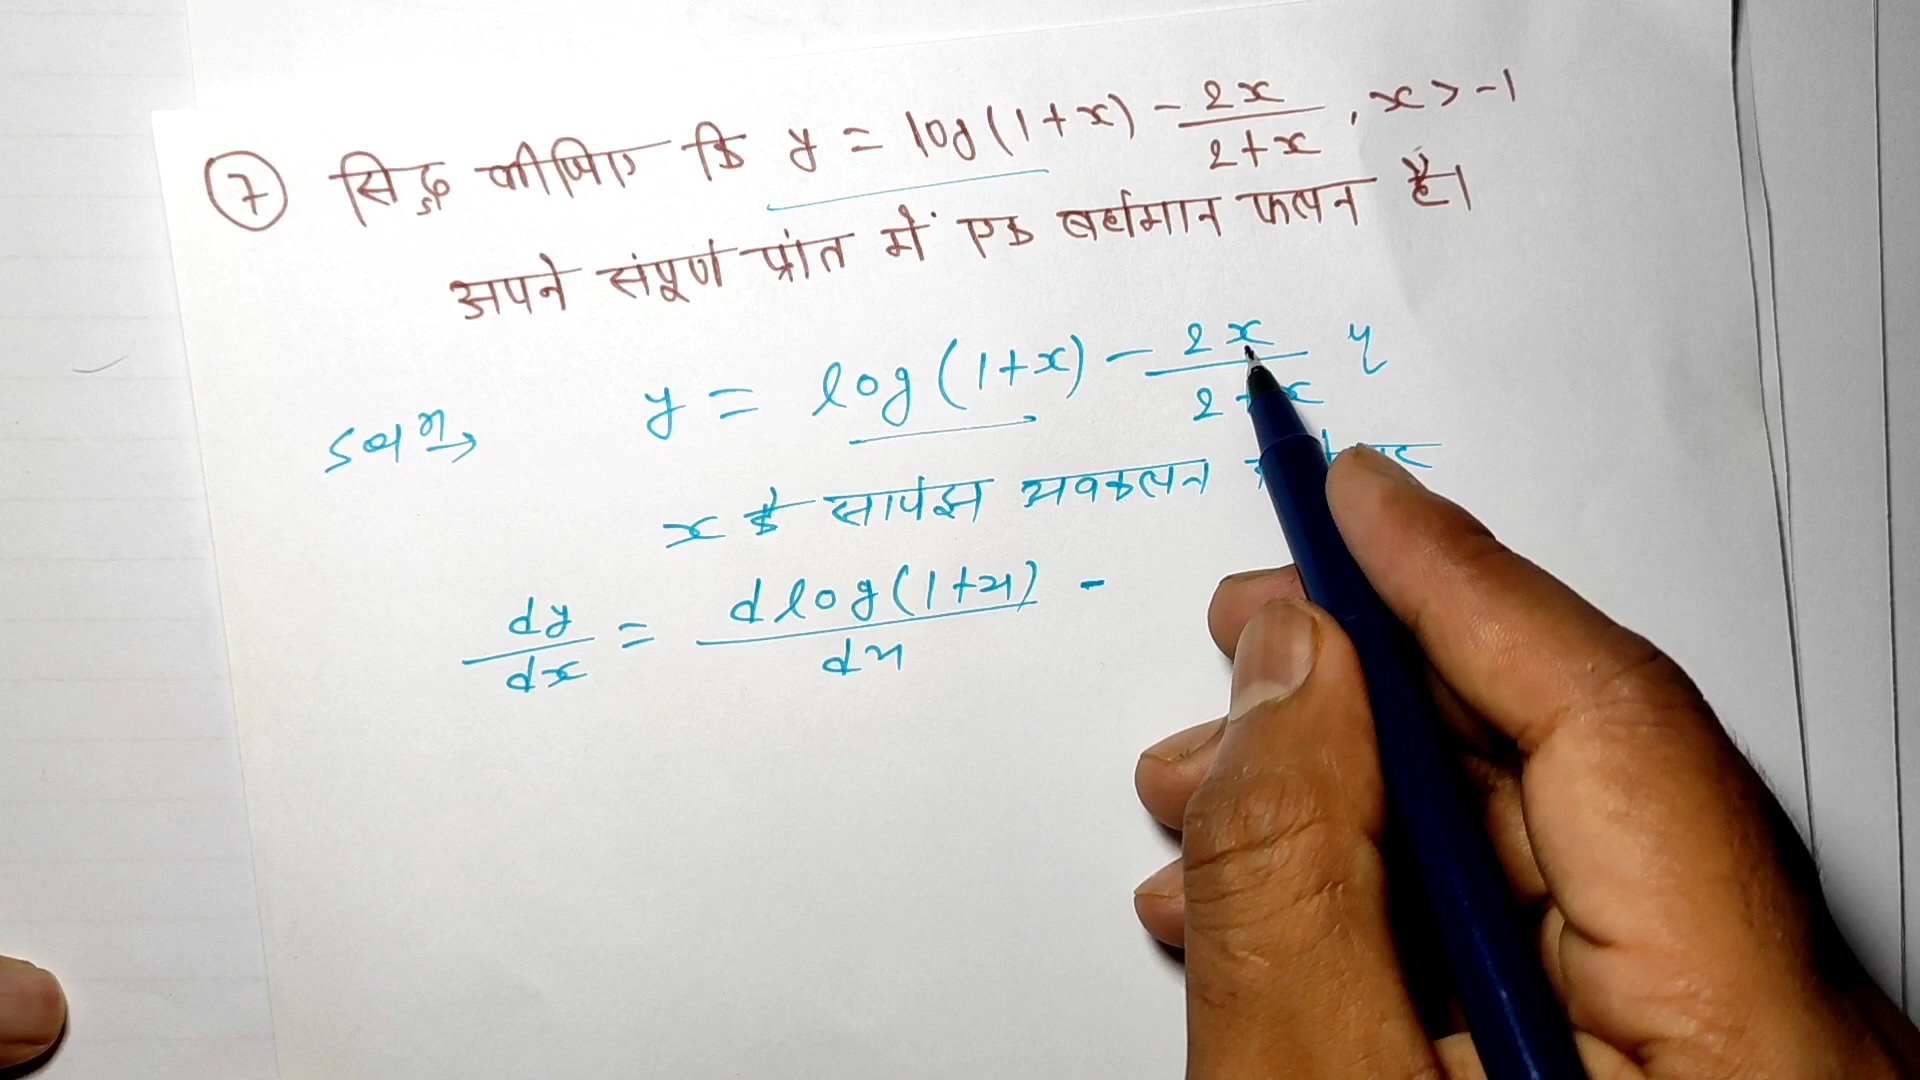 7 सिद्ध कीजिए कि y = log(1+x) - 2x/2+x , x > -1
अपने संपूर्ण प्रांत में एक वर्धमान फलन है।
Solⁿ→ y = log(1+x) - 2x/2+x
x के सापेक्ष अवकलन
dy/dx = d log(1+x)/dx -